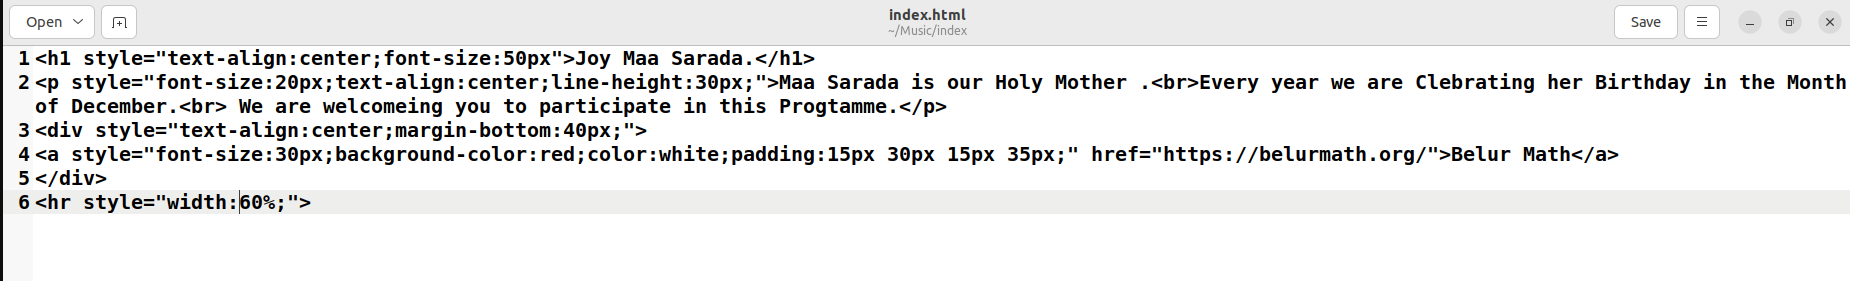 Open
index.html
~/Music/index
Save
1 <h1 style="text-align:center;font-size:50px">Joy Maa Sarada.</h1>
2 <p style="font-size:20px;text-align:center;line-height:30px;">Maa Sarada is our Holy Mother .<br>Every year we are Clebrating her Birthday in the Month
of December.<br> We are welcomeing you to participate in this Progtamme.</p>
3 <div style="text-align:center;margin-bottom:40px;">
4 <a style="font-size:30px;background-color:red;color:white;padding:15px 30px 15px 35px;" href="https://belurmath.org/">Belur Math</a>
5 </div>
6 <hr style="width:60%;">